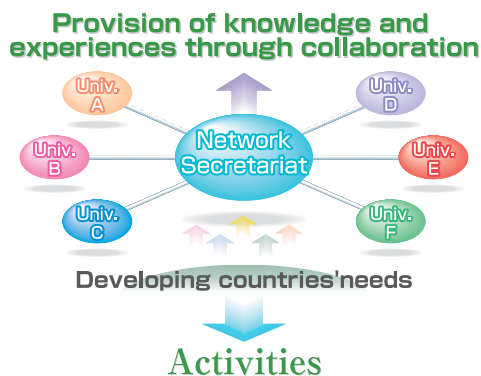 Provision of knowledge and
experiences through collaboration
Univ.
A
Univ.
D
Network
Secretariat
Univ.
B
Univ.
E
Univ.
C
Univ.
F
Developing countries'needs
Activities